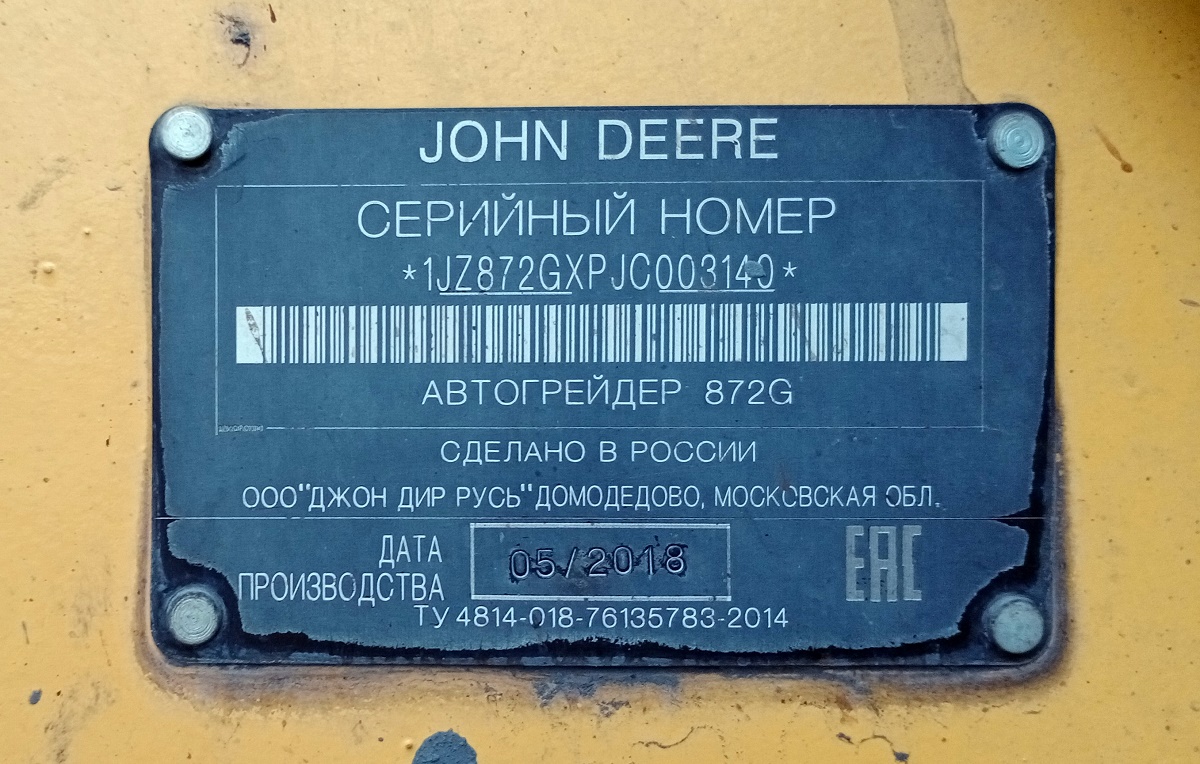 JOHN DEERE
СЕРИЙНЫЙ НОМЕР
*1JZ872GXPJC003140*
АВТОГРЕЙДЕР 872G
СДЕЛАНО В РОССИИ
ООО"ДЖОН ДИР РУСЬ"ДОМОДЕДОВО, МОСКОВСКАЯ ОБЛ.
ДАТА
ПРОИЗВОДСТВА
05/2018
EAC
ТУ 4814-018-76135783-2014